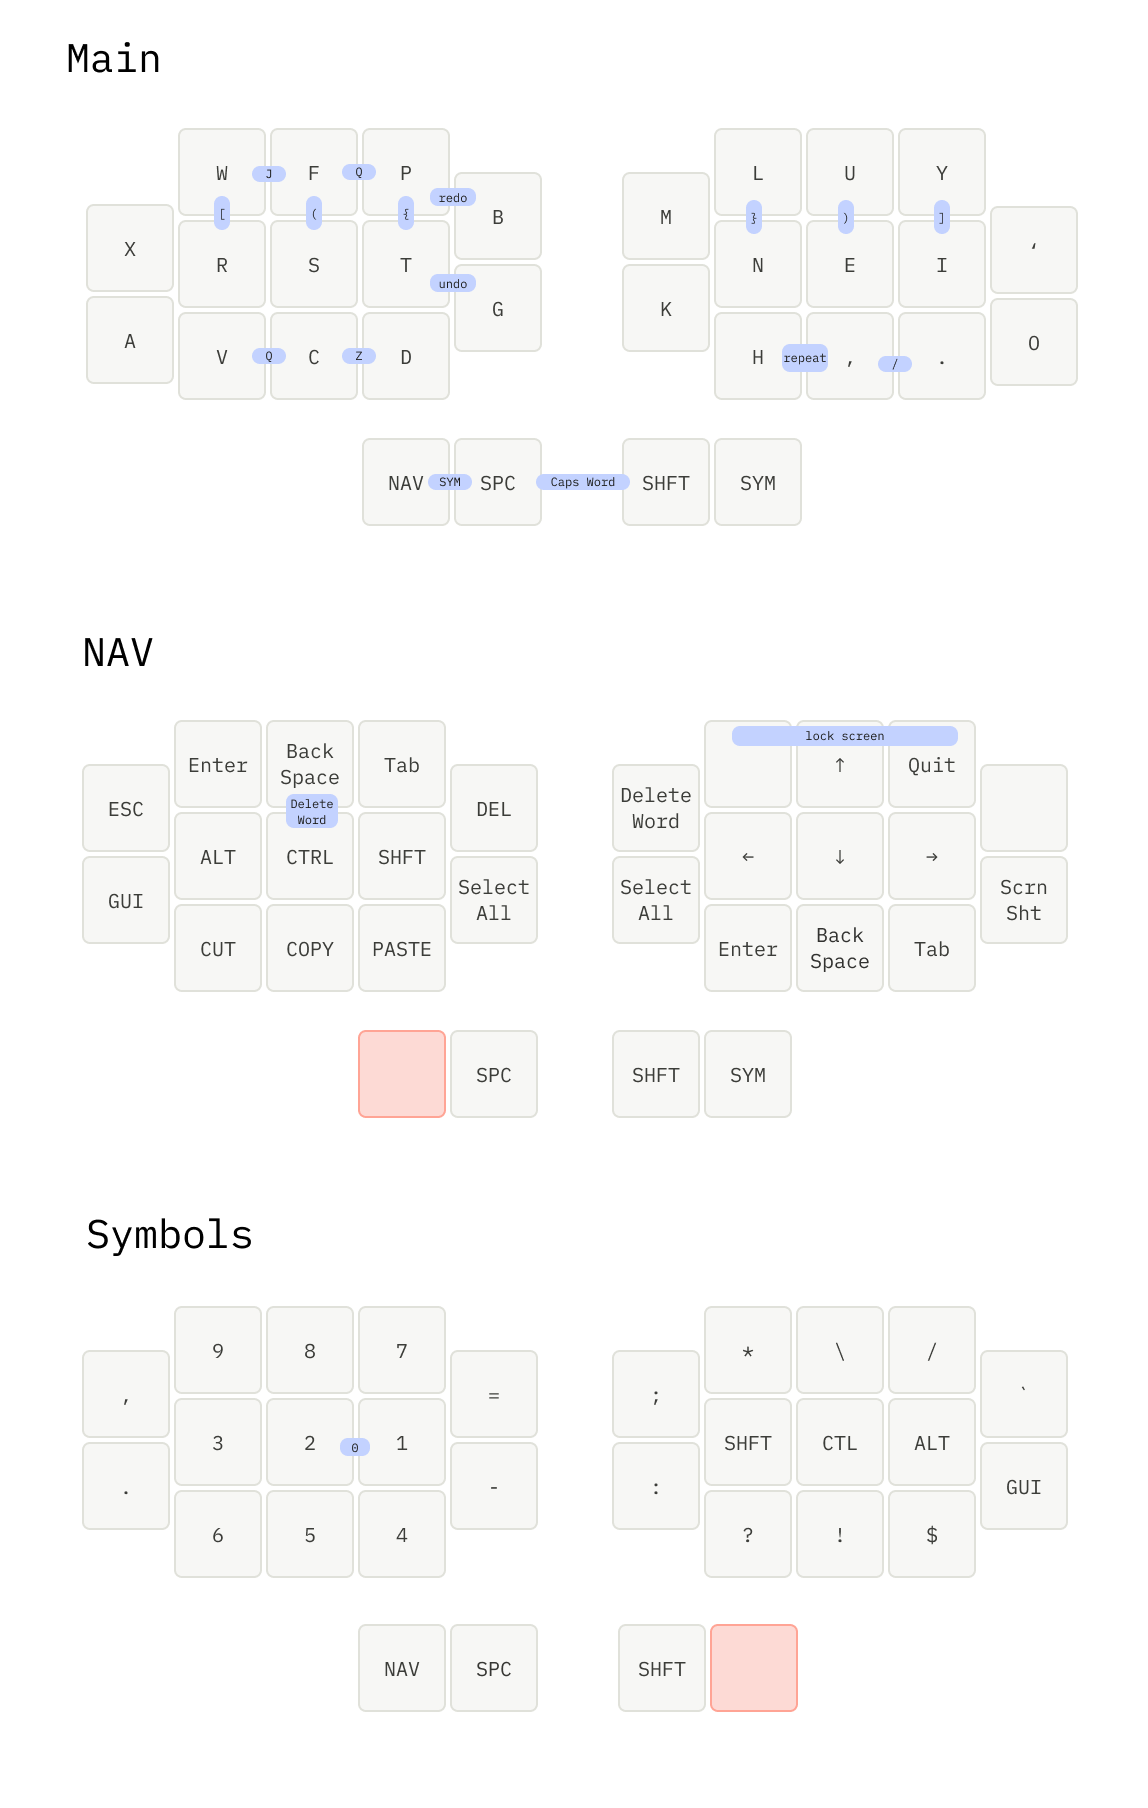 Main
W J F Q P
L U Y
redo
B
M
[ ( {
} ) ]
X
R S T
N E I
‘
undo
G
K
A
V Q C Z D
H repeat , / .
O
NAV SYM SPC Caps Word SHFT SYM
NAV
lock screen
Enter
Back
Space
Tab
↑ Quit
ESC
DEL
Delete
Word
Delete
Word
ALT CTRL SHFT
← ↓ →
GUI
Select
All
Select
All
Scrn
Sht
CUT COPY PASTE
Enter
Back
Space
Tab
SPC
SHFT SYM
Symbols
9 8 7
* \ /
,
=
;
`
3 2 0 1
SHFT CTL ALT
.
-
:
GUI
6 5 4
? ! $
NAV SPC
SHFT